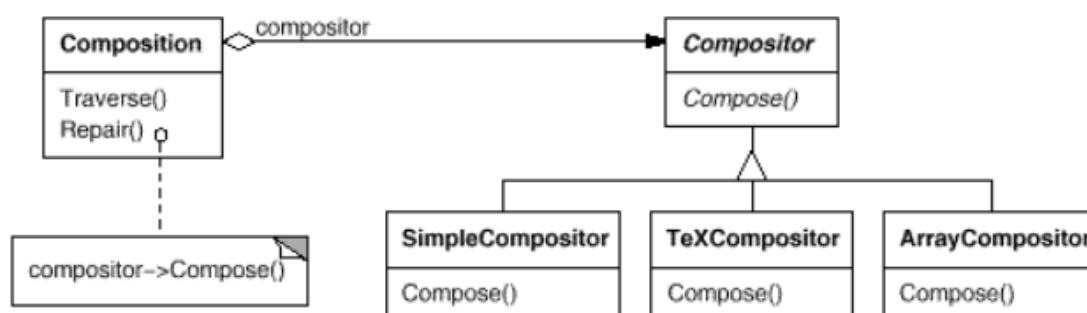 Composition
compositor
Compositor
Traverse()
Repair()
Compose()
compositor->Compose()
SimpleCompositor
TeXCompositor
ArrayCompositor
Compose()
Compose()
Compose()